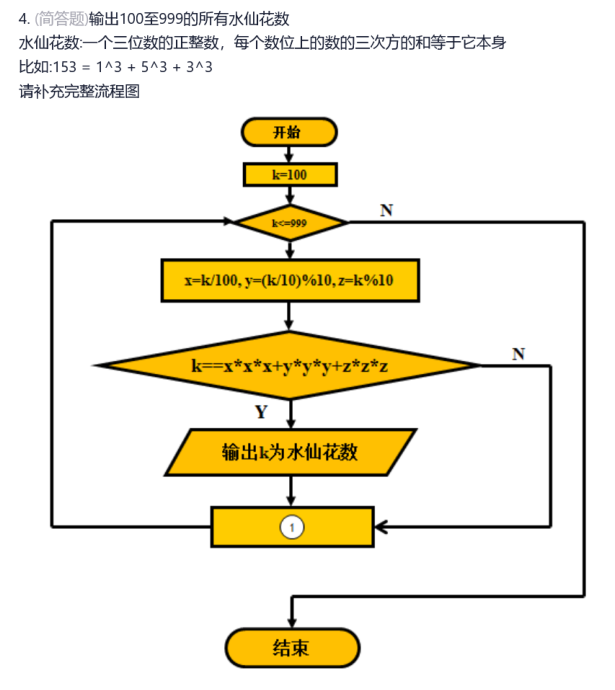 4. (简答题)输出100至999的所有水仙花数
水仙花数:一个三位数的正整数，每个数位上的数的三次方的和等于它本身
比如:153 = 1^3 + 5^3 + 3^3
请补充完整流程图
开始
k=100
k<=999
N
x=k/100, y=(k/10)%10, z=k%10
k==x*x*x+y*y*y+z*z*z
N
Y
输出k为水仙花数
1
结束